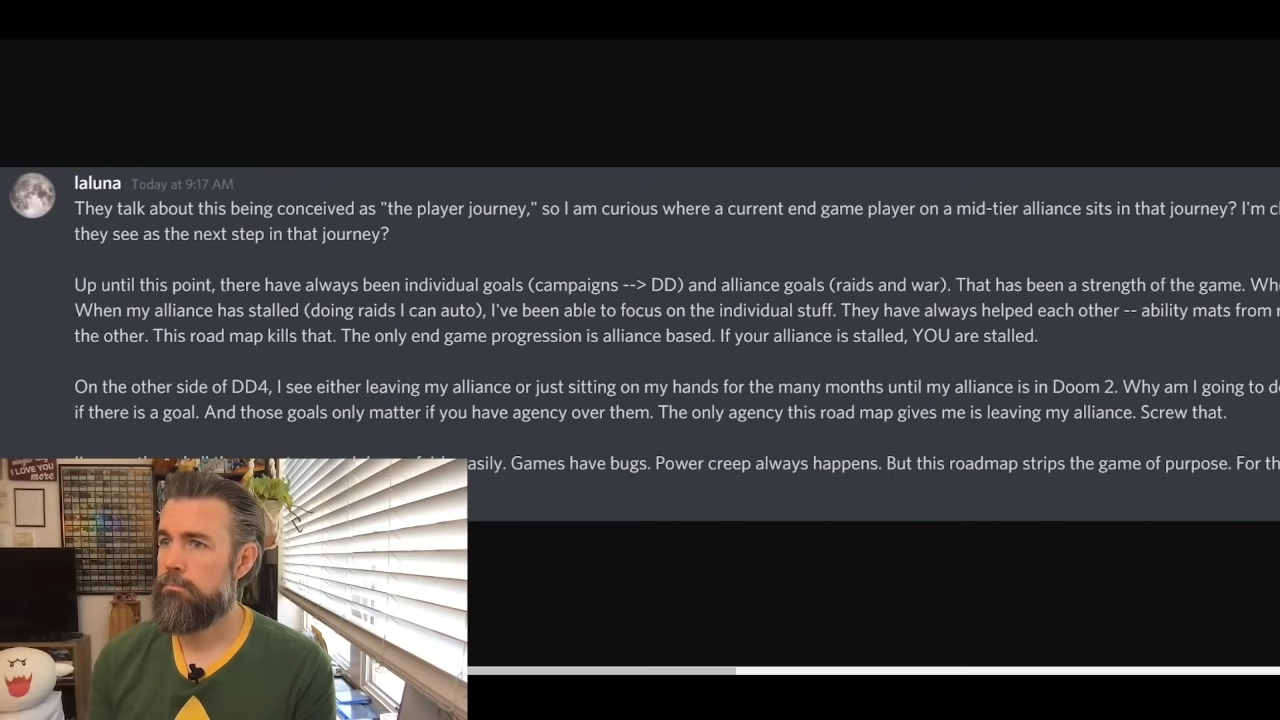 laluna Today at 9:17 AM
They talk about this being conceived as "the player journey," so I am curious where a current end game player on a mid-tier alliance sits in that journey? I'm
they see as the next step in that journey?
Up until this point, there have always been individual goals (campaigns --> DD) and alliance goals (raids and war). That has been a strength of the game.
When my alliance has stalled (doing raids I can auto), I've been able to focus on the individual stuff. They have always helped each other -- ability mats from
the other. This road map kills that. The only end game progression is alliance based. If your alliance is stalled, YOU are stalled.
On the other side of DD4, I see either leaving my alliance or just sitting on my hands for the many months until my alliance is in Doom 2. Why am I going to
if there is a goal. And those goals only matter if you have agency over them. The only agency this road map gives me is leaving my alliance. Screw that.
Games have bugs. Power creep always happens. But this roadmap strips the game of purpose. For
I LOVE YOU
more